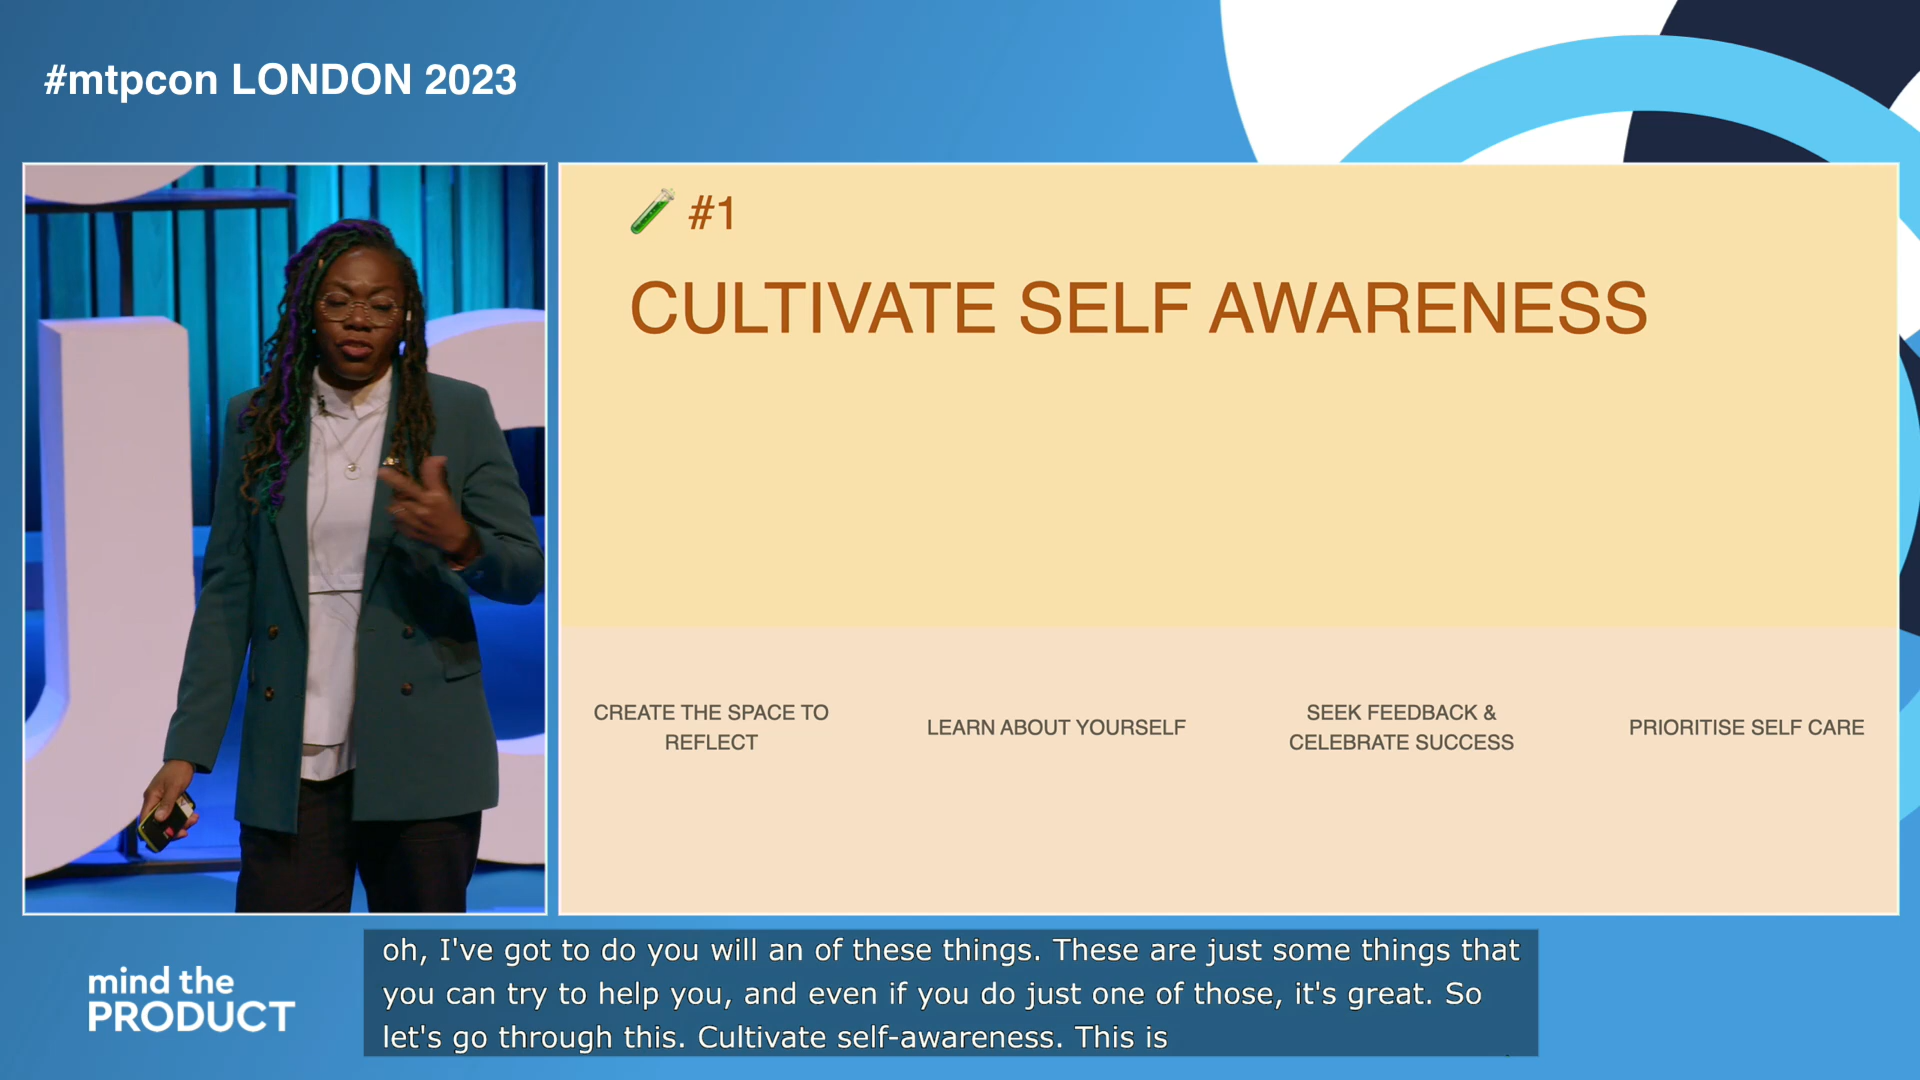 #mtpcon LONDON 2023
#1
CULTIVATE SELF AWARENESS
CREATE THE SPACE TO
REFLECT
LEARN ABOUT YOURSELF
SEEK FEEDBACK &
CELEBRATE SUCCESS
PRIORITISE SELF CARE
mind the
PRODUCT
oh, I've got to do you will an of these things. These are just some things that
you can try to help you, and even if you do just one of those, it's great. So
let's go through this. Cultivate self-awareness. This is